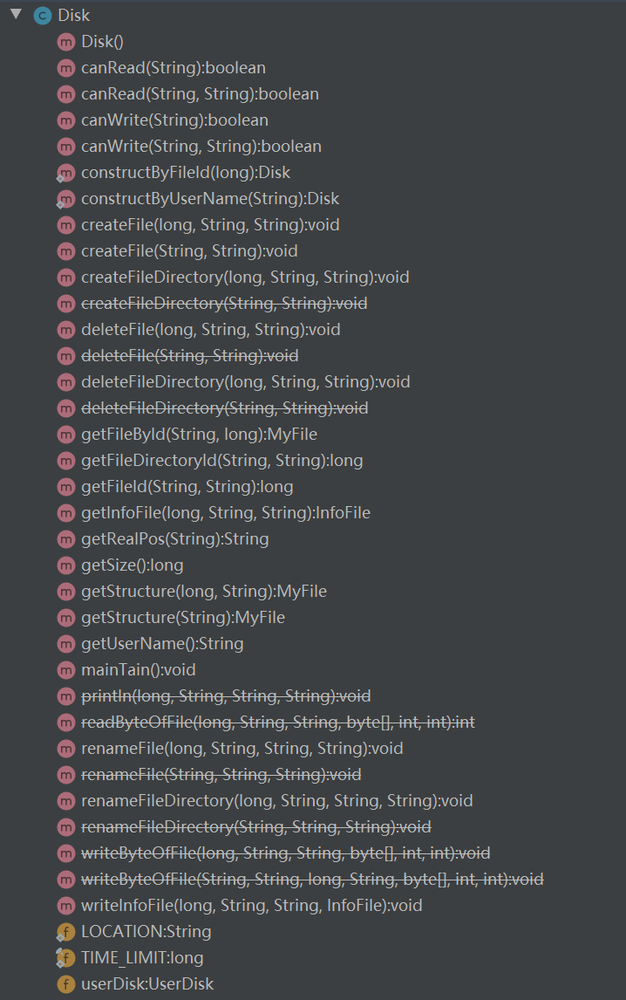 Disk
Disk()
canRead(String):boolean
canRead(String, String):boolean
canWrite(String):boolean
canWrite(String, String):boolean
constructByFileId(long):Disk
constructByUserName(String):Disk
createFile(long, String, String):void
createFile(String, String):void
createFileDirectory(long, String, String):void
createFileDirectory(String, String):void
deleteFile(long, String, String):void
deleteFile(String, String):void
deleteFileDirectory(long, String, String):void
deleteFileDirectory(String, String):void
getFileById(String, long):MyFile
getFileDirectoryId(String, String):long
getFileId(String, String):long
getInfoFile(long, String, String):InfoFile
getRealPos(String):String
getSize():long
getStructure(long, String):MyFile
getStructure(String):MyFile
getUserName():String
mainTain():void
println(long, String, String, String):void
readByteOfFile(long, String, String, byte[], int, int):int
renameFile(long, String, String, String):void
renameFile(String, String, String):void
renameFileDirectory(long, String, String, String):void
renameFileDirectory(String, String, String):void
writeByteOfFile(long, String, String, byte[], int, int):void
writeByteOfFile(String, String, long, String, byte[], int, int):void
writeInfoFile(long, String, String, InfoFile):void
LOCATION:String
TIME_LIMIT:long
userDisk:UserDisk